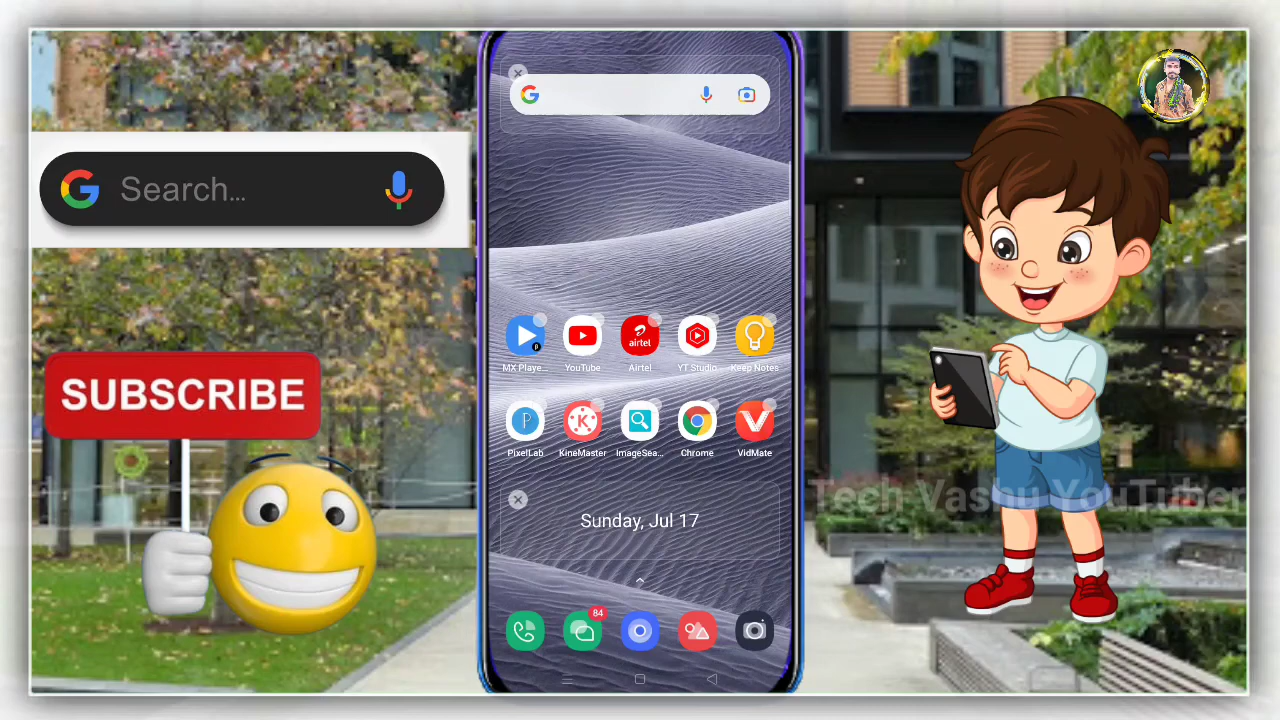 Search...
SUBSCRIBE
MX Playe... YouTube Airtel YT Studio Keep Notes
airtel
PixelLab KineMaster ImageSea... Chrome VidMate
Sunday, Jul 17
84
Tech Vashu YouTuber